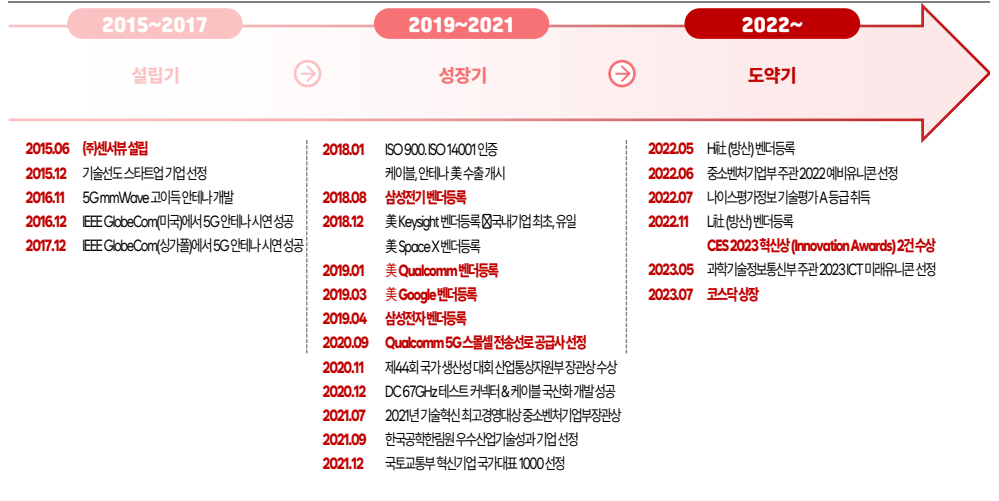 2015~2017
설립기
2015.06 ㈜센서뷰 설립
2015.12 기술선도 스타트업 기업 선정
2016.11 5G mmWave 고이득 안테나 개발
2016.12 IEEE GlobeCom(미국)에서 5G 안테나 시연 성공
2017.12 IEEE GlobeCom(싱가폴)에서 5G 안테나 시연 성공
2019~2021
성장기
2018.01 ISO 900. ISO 14001 인증
케이블, 안테나 美 수출 개시
2018.08 삼성전기 벤더등록
2018.12 美 Keysight 벤더등록 국내기업 최초, 유일
美 Space X 벤더등록
2019.01 美 Qualcomm 벤더등록
2019.03 美 Google 벤더등록
2019.04 삼성전자 벤더등록
2020.09 Qualcomm 5G 스몰셀 전송선로 공급사 선정
2020.11 제44회 국가 생산성 대회 산업통상자원부 장관상 수상
2020.12 DC 67GHz 테스트 커넥터 & 케이블 국산화 개발 성공
2021.07 2021년 기술혁신 최고경영대상 중소벤처기업부장관상
2021.09 한국공학한림원 우수산업기술성과 기업 선정
2021.12 국토교통부 혁신기업 국가대표 1000 선정
2022~
도약기
2022.05 H社 (방산) 벤더등록
2022.06 중소벤처기업부 주관 2022 예비유니콘 선정
2022.07 나이스평가정보 기술평가 A 등급 취득
2022.11 L社 (방산) 벤더등록
CES 2023 혁신상 (Innovation Awards) 2건 수상
2023.05 과학기술정보통신부 주관 2023 ICT 미래유니콘 선정
2023.07 코스닥 상장